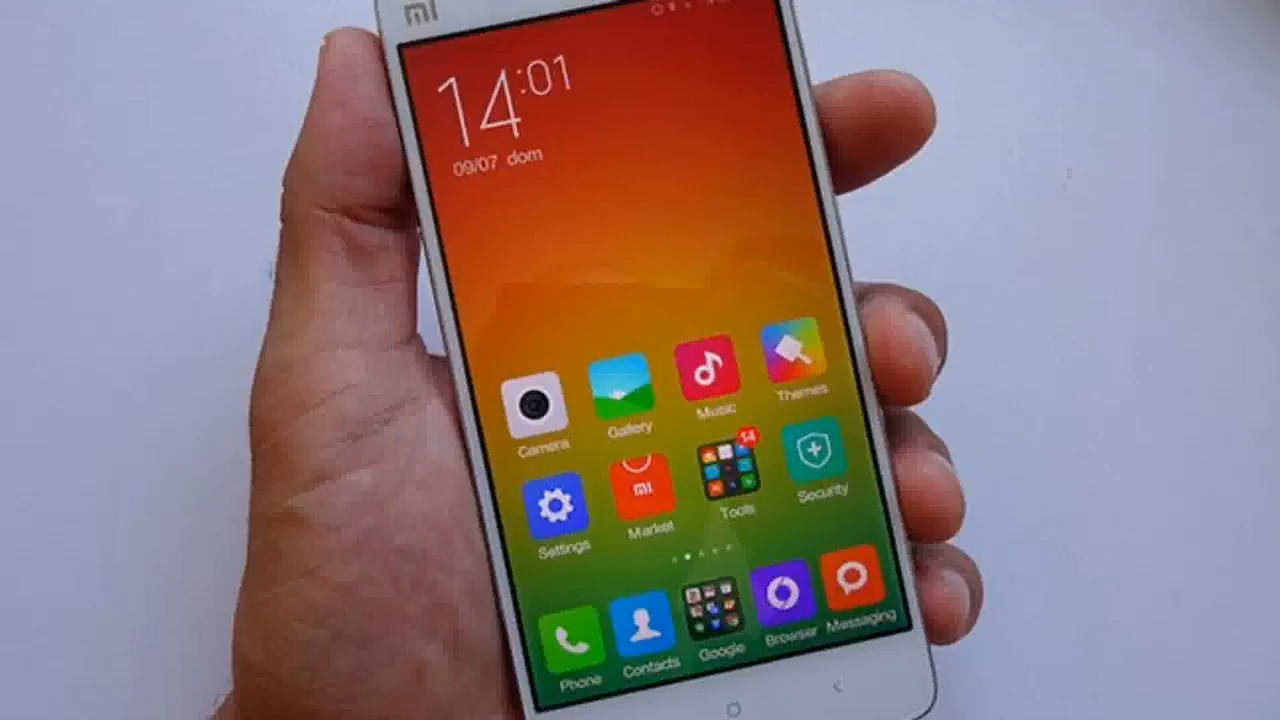 mi
14:01
09/07 dom
Camera
Gallery
Music
Themes
Settings
mi
Market
14
Tools
Security
Phone
Contacts
Google
Browser
Messaging